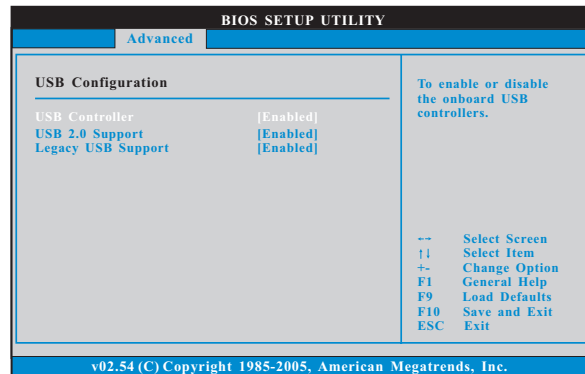 BIOS SETUP UTILITY
Advanced
USB Configuration
USB Controller [Enabled]
USB 2.0 Support [Enabled]
Legacy USB Support [Enabled]
To enable or disable
the onboard USB
controllers.
←→ Select Screen
↑↓ Select Item
+- Change Option
F1 General Help
F9 Load Defaults
F10 Save and Exit
ESC Exit
v02.54 (C) Copyright 1985-2005, American Megatrends, Inc.